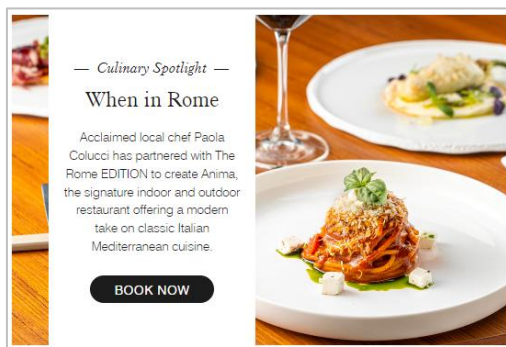 — Culinary Spotlight —
When in Rome
Acclaimed local chef Paola
Colucci has partnered with The
Rome EDITION to create Anima,
the signature indoor and outdoor
restaurant offering a modern
take on classic Italian
Mediterranean cuisine.
BOOK NOW